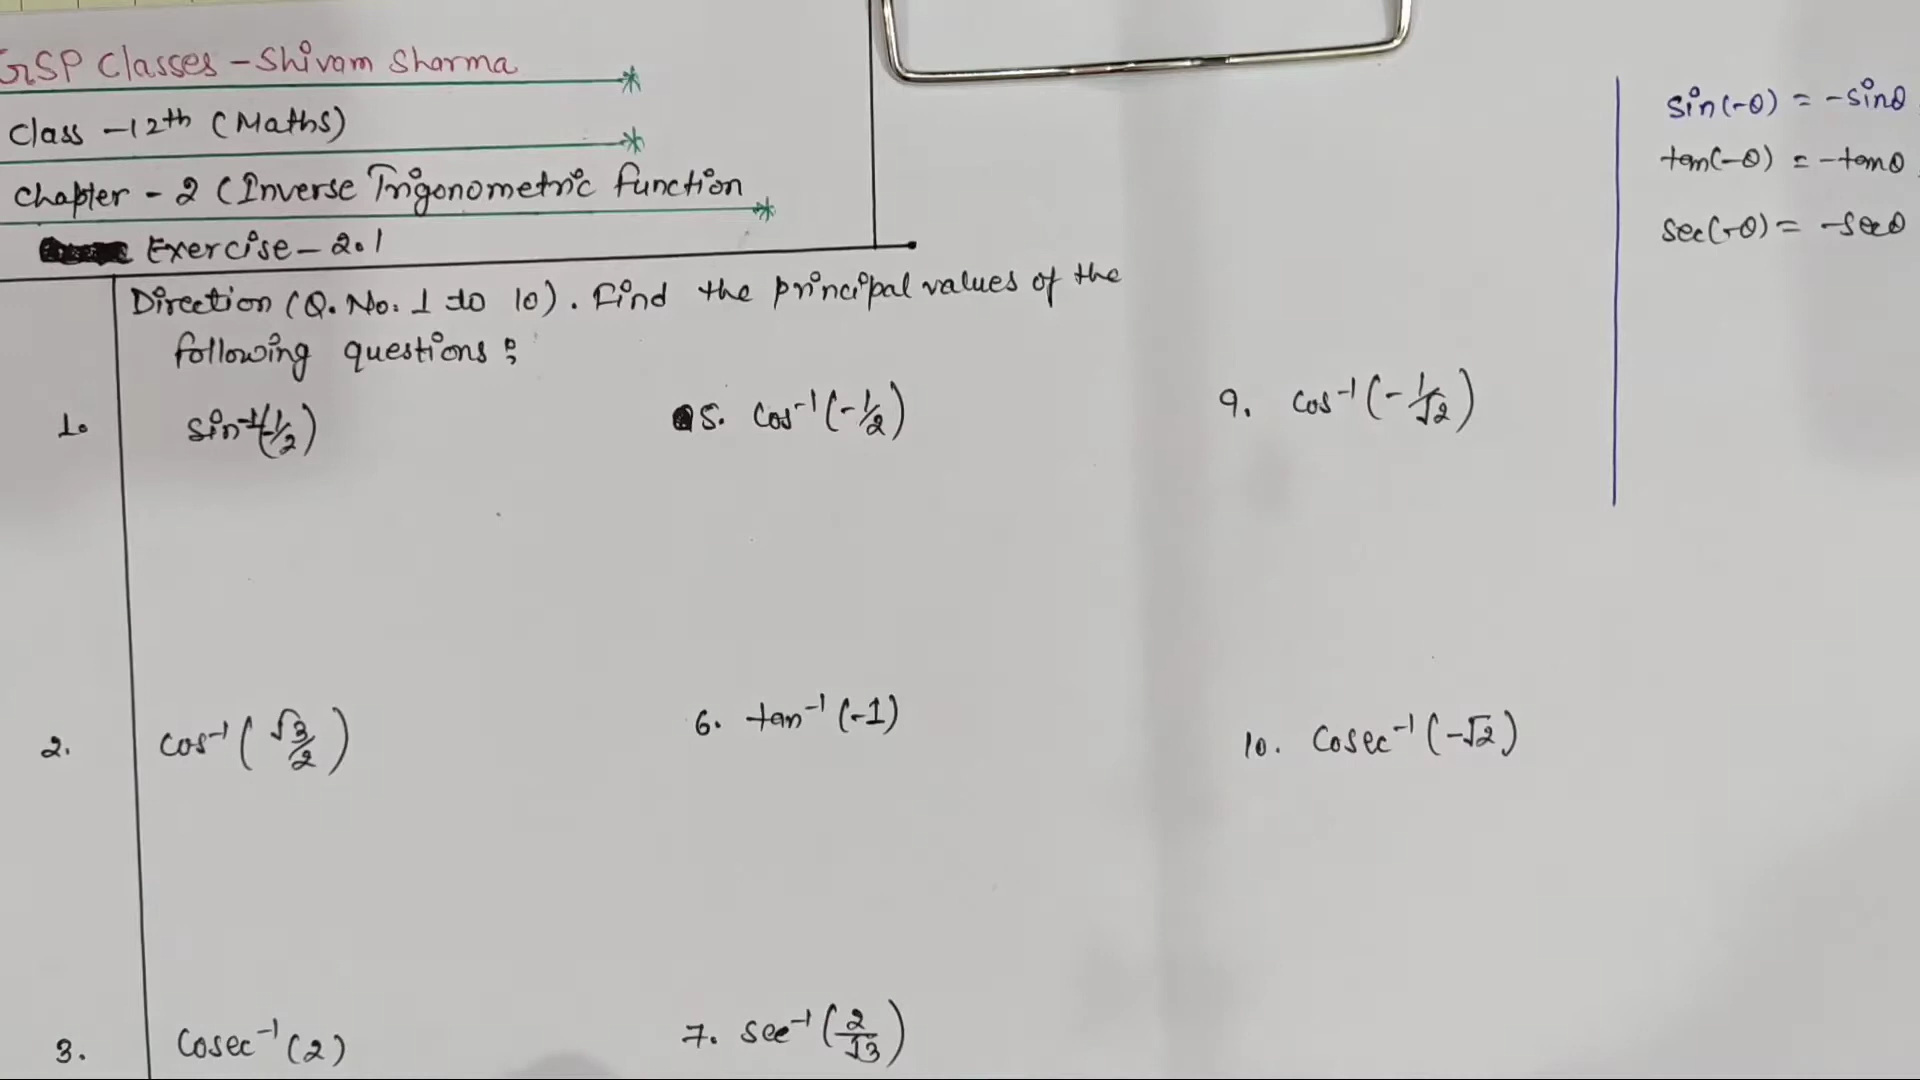 GSP Classes - Shivam Sharma
Class - 12th (Maths)
Chapter - 2 (Inverse Trigonometric function
Exercise - 2.1
Direction (Q. No. 1 to 10). Find the principal values of the
following questions :
1. sin⁻¹(-1/2)
5. cos⁻¹(-1/2)
9. cos⁻¹(-1/√2)
2. cos⁻¹(√3/2)
6. tan⁻¹(-1)
10. Cosec⁻¹(-√2)
3. Cosec⁻¹(2)
7. sec⁻¹(2/√3)
sin(-θ) = -sinθ
tan(-θ) = -tanθ
sec(-θ) = -secθ